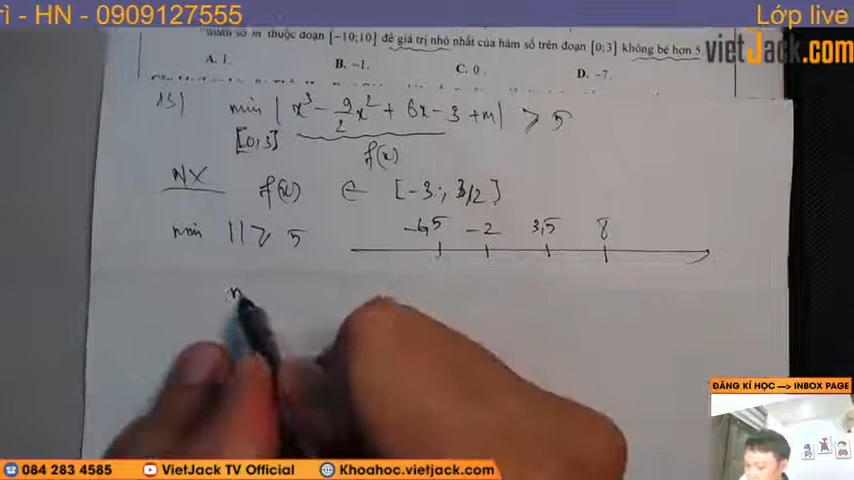 rì - HN - 0909127555
Lớp live
vietJack.com
tham số m thuộc đoạn [−10;10] để giá trị nhỏ nhất của hàm số trên đoạn [0;3] không bé hơn 5
A. 1. B. −1. C. 0. D. −7.
13) min | x³ - 9/2 x² + 6x - 3 + m | ≥ 5
[0,3]
f(x)
NX f(x) ∈ [-3; 3/2]
min || ≥ 5 -6,5 -2 3,5 8
m
ĐĂNG KÍ HỌC —> INBOX PAGE
084 283 4585 VietJack TV Official Khoahoc.vietjack.com